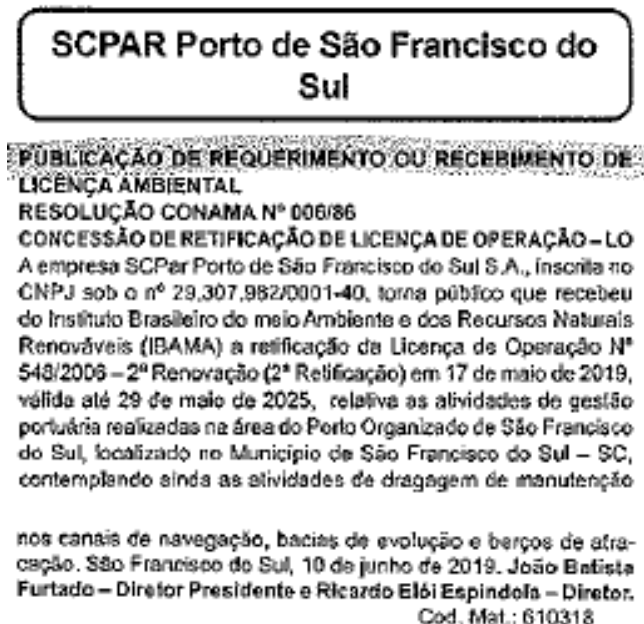 SCPAR Porto de São Francisco do
Sul
PUBLICAÇÃO DE REQUERIMENTO OU RECEBIMENTO DE
LICENÇA AMBIENTAL
RESOLUÇÃO CONAMA Nº 006/86
CONCESSÃO DE RETIFICAÇÃO DE LICENÇA DE OPERAÇÃO – LO
A empresa SCPar Porto de São Francisco do Sul S.A., inscrita no
CNPJ sob o nº 29,307,982/0001-40, torna público que recebeu
do Instituto Brasileiro do meio Ambiente e dos Recursos Naturais
Renováveis (IBAMA) a retificação da Licença de Operação Nº
548/2006 – 2ª Renovação (2ª Retificação) em 17 de maio de 2019,
válida até 29 de maio de 2025, relativa as atividades de gestão
portuária realizadas na área do Porto Organizado de São Francisco
do Sul, localizado no Município de São Francisco do Sul – SC,
contemplando ainda as atividades de dragagem de manutenção
nos canais de navegação, bacias de evolução e berços de atra-
cação. São Francisco do Sul, 10 de junho de 2019. João Batista
Furtado – Diretor Presidente e Ricardo Elói Espindola – Diretor.
Cod. Mat.: 610318